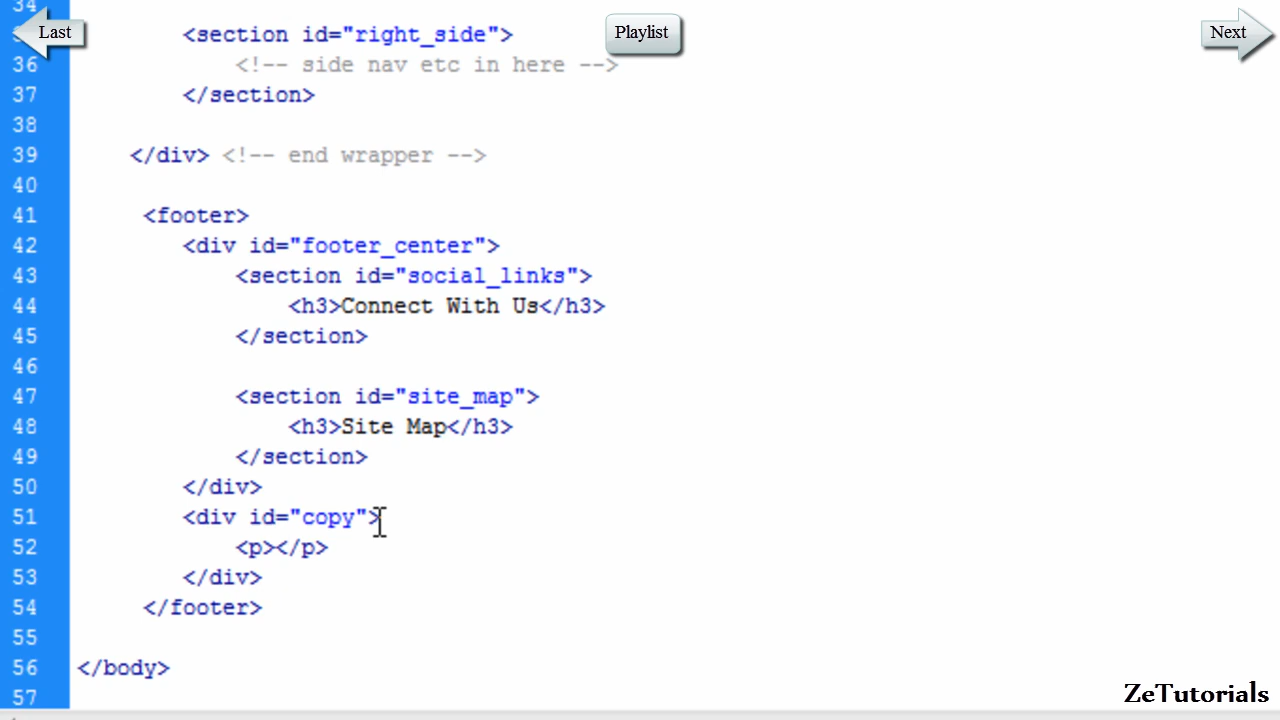 34
Last
Playlist
Next
<section id="right_side">
36 <!-- side nav etc in here -->
37 </section>
38
39 </div> <!-- end wrapper -->
40
41 <footer>
42 <div id="footer_center">
43 <section id="social_links">
44 <h3>Connect With Us</h3>
45 </section>
46
47 <section id="site_map">
48 <h3>Site Map</h3>
49 </section>
50 </div>
51 <div id="copy">
52 <p></p>
53 </div>
54 </footer>
55
56 </body>
57
ZeTutorials